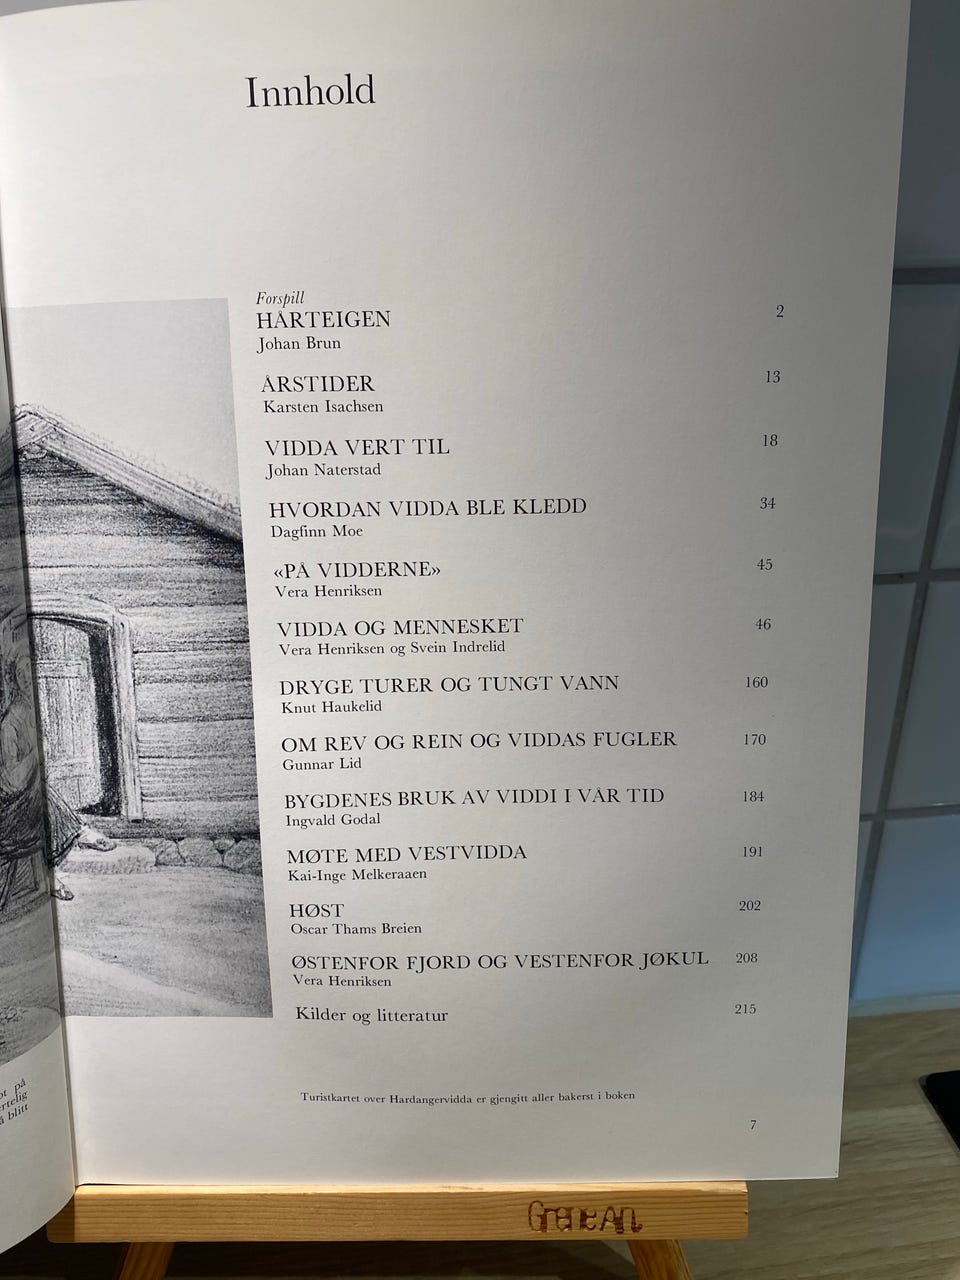 Innhold
Forspill
HÅRTEIGEN 2
Johan Brun
ÅRSTIDER 13
Karsten Isachsen
VIDDA VERT TIL 18
Johan Naterstad
HVORDAN VIDDA BLE KLEDD 34
Dagfinn Moe
«PÅ VIDDERNE» 45
Vera Henriksen
VIDDA OG MENNESKET 46
Vera Henriksen og Svein Indrelid
DRYGE TURER OG TUNGT VANN 160
Knut Haukelid
OM REV OG REIN OG VIDDAS FUGLER 170
Gunnar Lid
BYGDENES BRUK AV VIDDI I VÅR TID 184
Ingvald Godal
MØTE MED VESTVIDDA 191
Kai-Inge Melkeraaen
HØST 202
Oscar Thams Breien
ØSTENFOR FJORD OG VESTENFOR JØKUL 208
Vera Henriksen
Kilder og litteratur 215
Turistkartet over Hardangervidda er gjengitt aller bakerst i boken
7
på
blitt